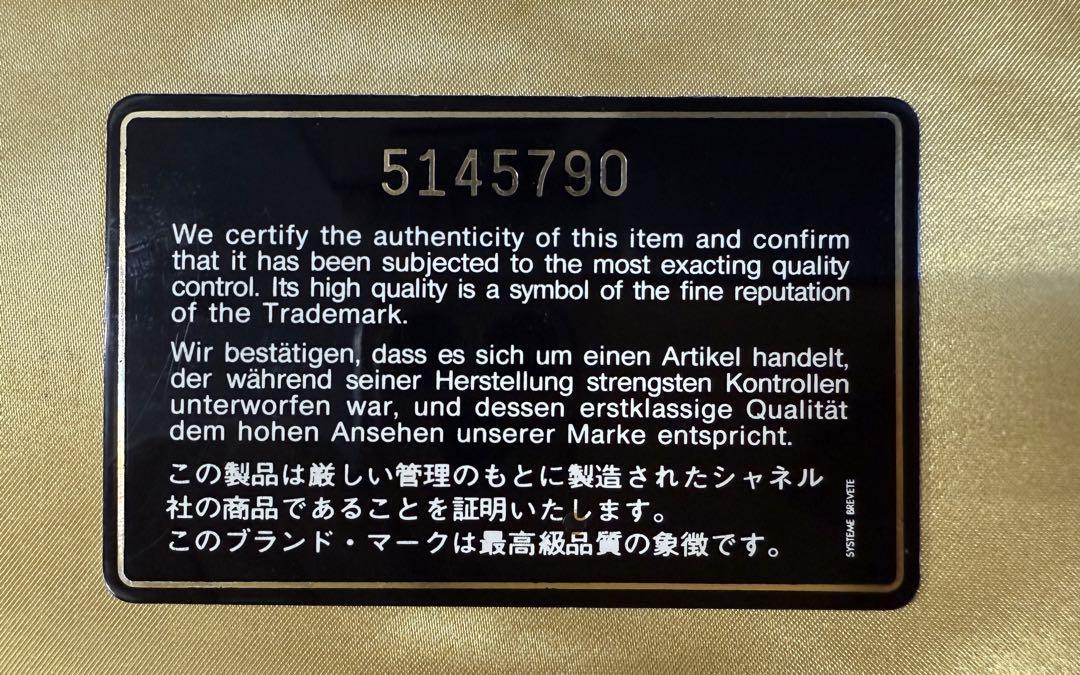 5145790
We certify the authenticity of this item and confirm
that it has been subjected to the most exacting quality
control. Its high quality is a symbol of the fine reputation
of the Trademark.
Wir bestätigen, dass es sich um einen Artikel handelt,
der während seiner Herstellung strengsten Kontrollen
unterworfen war, und dessen erstklassige Qualität
dem hohen Ansehen unserer Marke entspricht.
この製品は厳しい管理のもとに製造されたシャネル
社の商品であることを証明いたします。
このブランド・マークは最高級品質の象徴です。
SYSTEME BREVETE